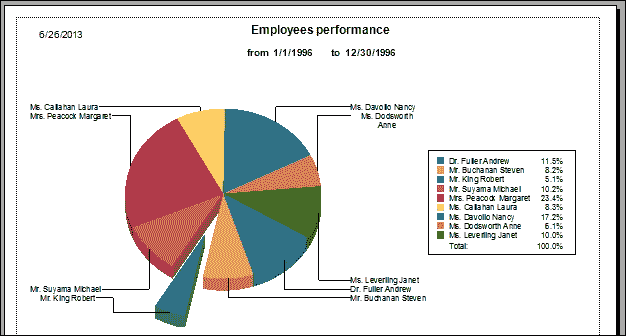 Employees performance
6/26/2013
from 1/1/1996 to 12/30/1996
Ms. Callahan Laura
Mrs. Peacock Margaret
Ms. Davolio Nancy
Ms. Dodsworth
Anne
Dr. Fuller Andrew 11.5%
Mr. Buchanan Steven 8.2%
Mr. King Robert 5.1%
Mr. Suyama Michael 10.2%
Mrs. Peacock Margaret 23.4%
Ms. Callahan Laura 8.3%
Ms. Davolio Nancy 17.2%
Ms. Dodsworth Anne 6.1%
Ms. Leverling Janet 10.0%
Total: 100.0%
Ms. Leverling Janet
Dr. Fuller Andrew
Mr. Buchanan Steven
Mr. Suyama Michael
Mr. King Robert